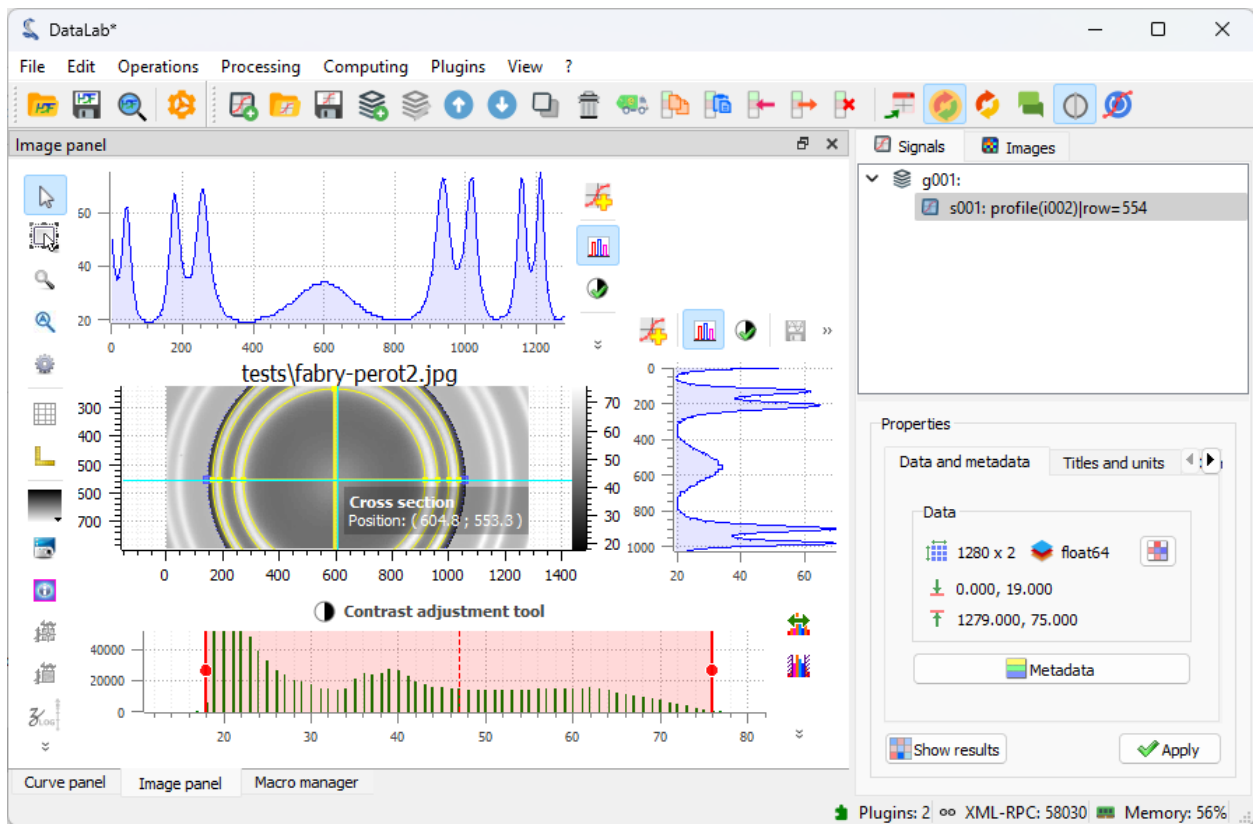 DataLab*
File Edit Operations Processing Computing Plugins View ?
Image panel
Signals Images
g001:
s001: profile(i002)|row=554
50
40
20
0 200 400 600 800 1000 1200
»
tests\fabry-perot2.jpg
300
400
500
600
700
70
60
50
40
30
20
0
200
400
600
800
1000
20 40 60
Cross section
Position: ( 604.8 ; 553.3 )
0 200 400 600 800 1000 1200 1400
Contrast adjustment tool
40000
20000
0
20 30 40 50 60 70 80
LOG
Properties
Data and metadata Titles and units
Data
1280 x 2 float64
0.000, 19.000
1279.000, 75.000
Metadata
Show results Apply
Curve panel Image panel Macro manager
Plugins: 2 XML-RPC: 58030 Memory: 56%